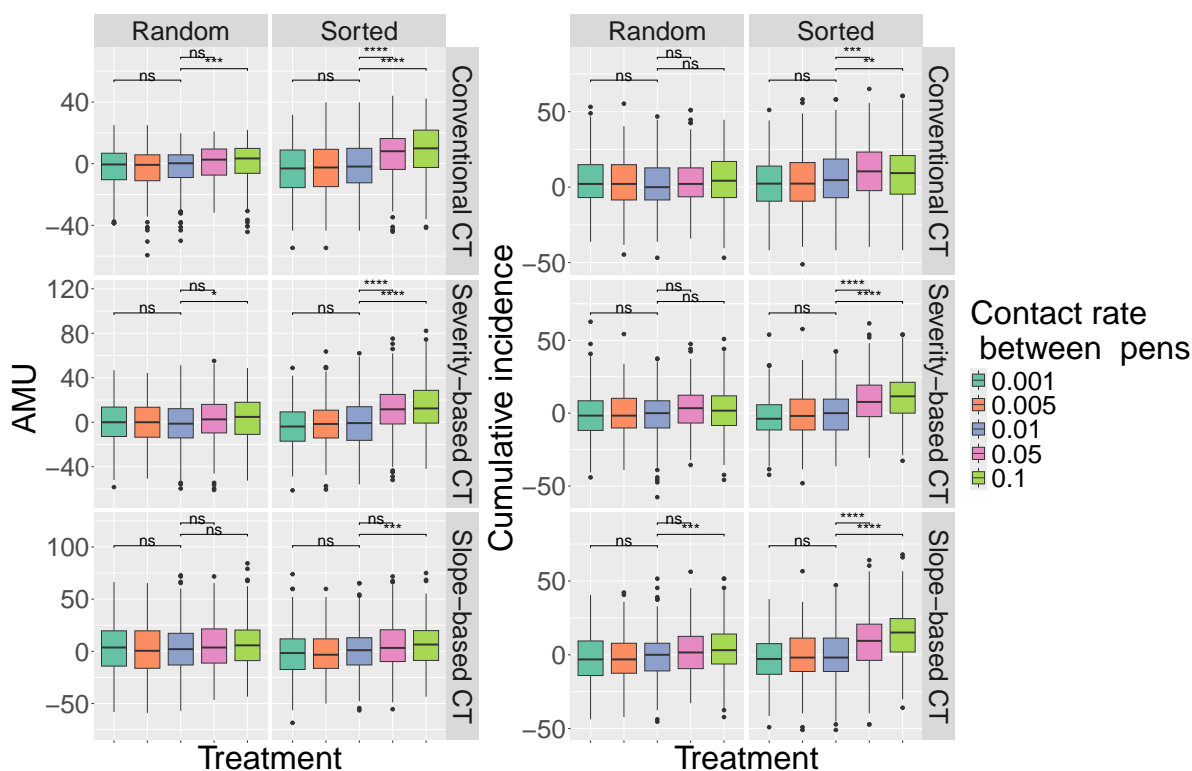 Random Sorted
ns ns **** ***
ns *** ns ****
40
0
−40
Conventional CT
ns ns ****
ns * ns ****
120
80
40
0
−40
Severity−based CT
ns ns ns
ns ns ns ***
100
50
0
−50
Slope−based CT
AMU
Treatment
Random Sorted
ns ***
ns ns ns **
50
0
−50
Conventional CT
ns ****
ns ns ns ****
50
0
−50
Severity−based CT
ns ****
ns *** ns ****
50
0
−50
Slope−based CT
Cumulative incidence
Treatment
Contact rate
between pens
0.001
0.005
0.01
0.05
0.1